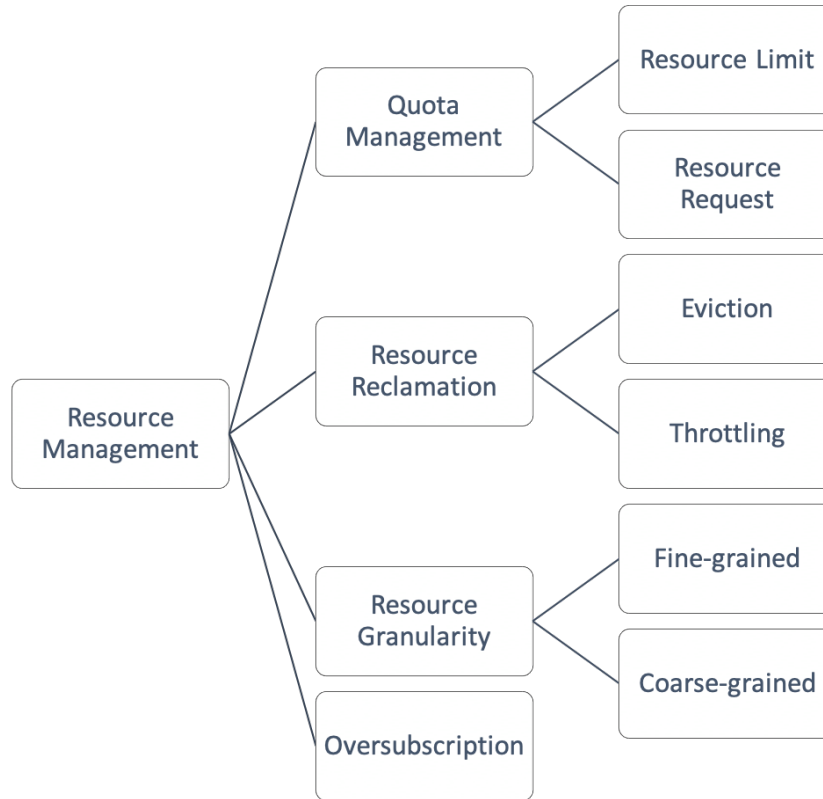 Resource
Management
Quota
Management
Resource Limit
Resource
Request
Resource
Reclamation
Eviction
Throttling
Resource
Granularity
Fine-grained
Coarse-grained
Oversubscription